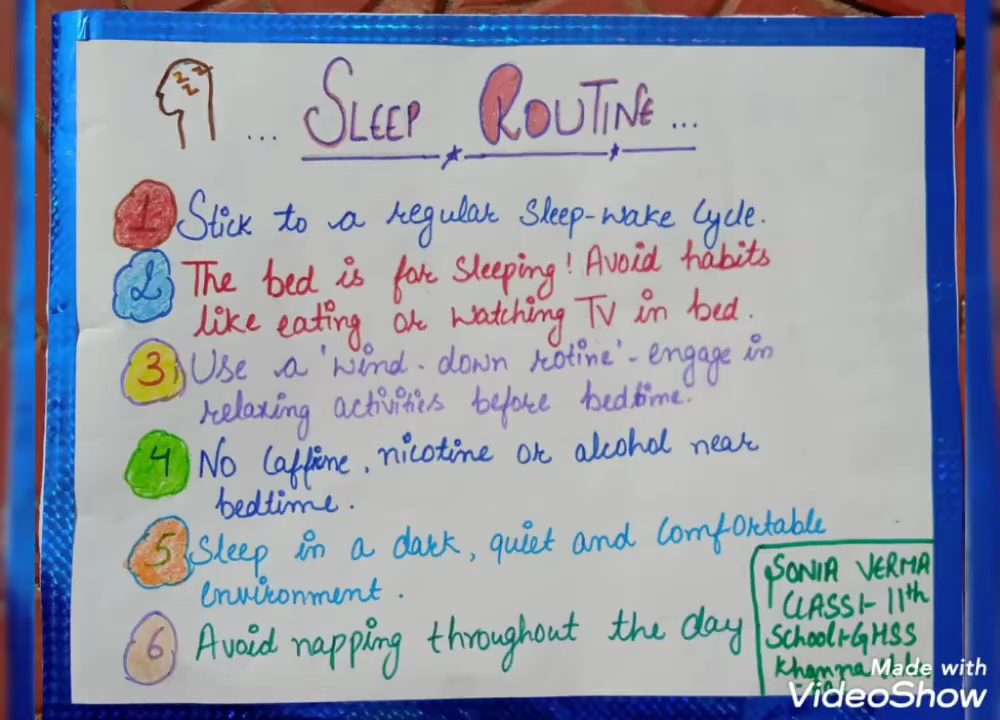 z z z
... SLEEP ROUTINE ...
1 Stick to a regular sleep-wake cycle.
2 The bed is for sleeping! Avoid habits
like eating or watching TV in bed.
3 Use a 'wind-down rotine' - engage in
relaxing activities before bedtime.
4 No Caffine, nicotine or alcohol near
bedtime.
5 Sleep in a dark, quiet and comfortable
environment.
6 Avoid napping throughout the day
SONIA VERMA
CLASS:- 11th
School:- GHSS
Khanna
Made with
VideoShow